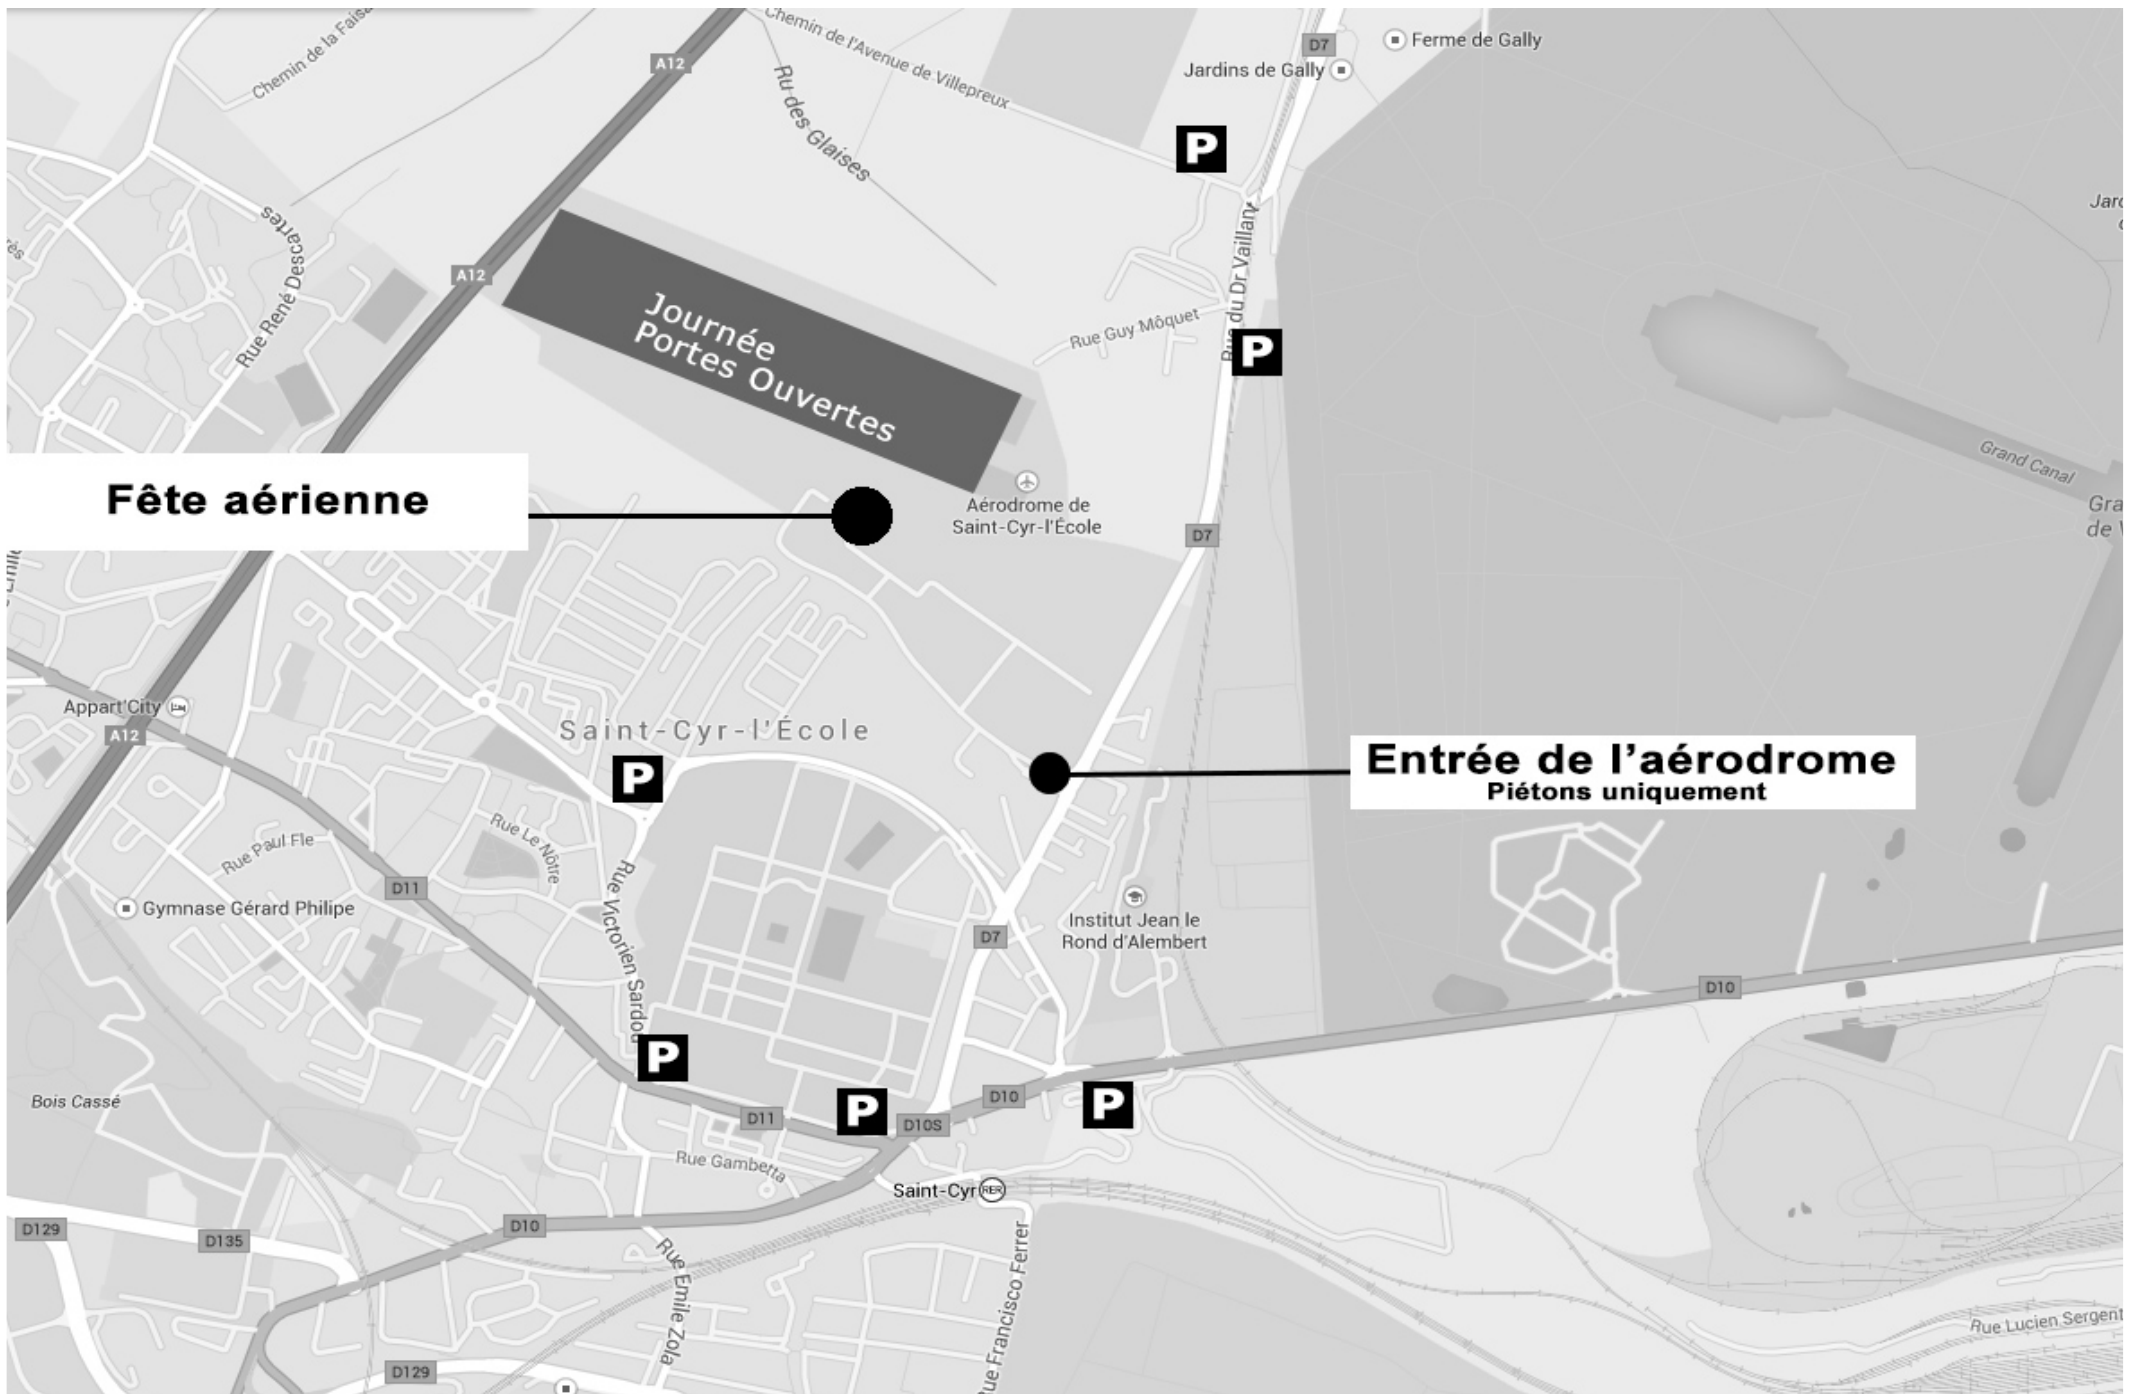 Chemin de la Faisa
A12
Chemin de l'Avenue de Villepreux
Ru des Glaises
D7
Ferme de Gally
Jardins de Gally
P
Rue René Descartes
A12
Journée
Portes Ouvertes
Rue du Dr Vaillant
Rue Guy Môquet
P
Grand Canal
Fête aérienne
Aérodrome de
Saint-Cyr-l'École
D7
Appart'City
A12
Saint-Cyr-l'École
P
Entrée de l'aérodrome
Piétons uniquement
Rue Paul Fle
Rue Le Nôtre
D11
Gymnase Gérard Philipe
Rue Victorien Sardou
D7
Institut Jean le
Rond d'Alembert
D10
P
Bois Cassé
D11
P
D10S
D10
P
Rue Gambetta
Saint-Cyr RER
D129
D135
D10
Rue Emile Zola
Rue Francisco Ferrer
Rue Lucien Sergent
D129